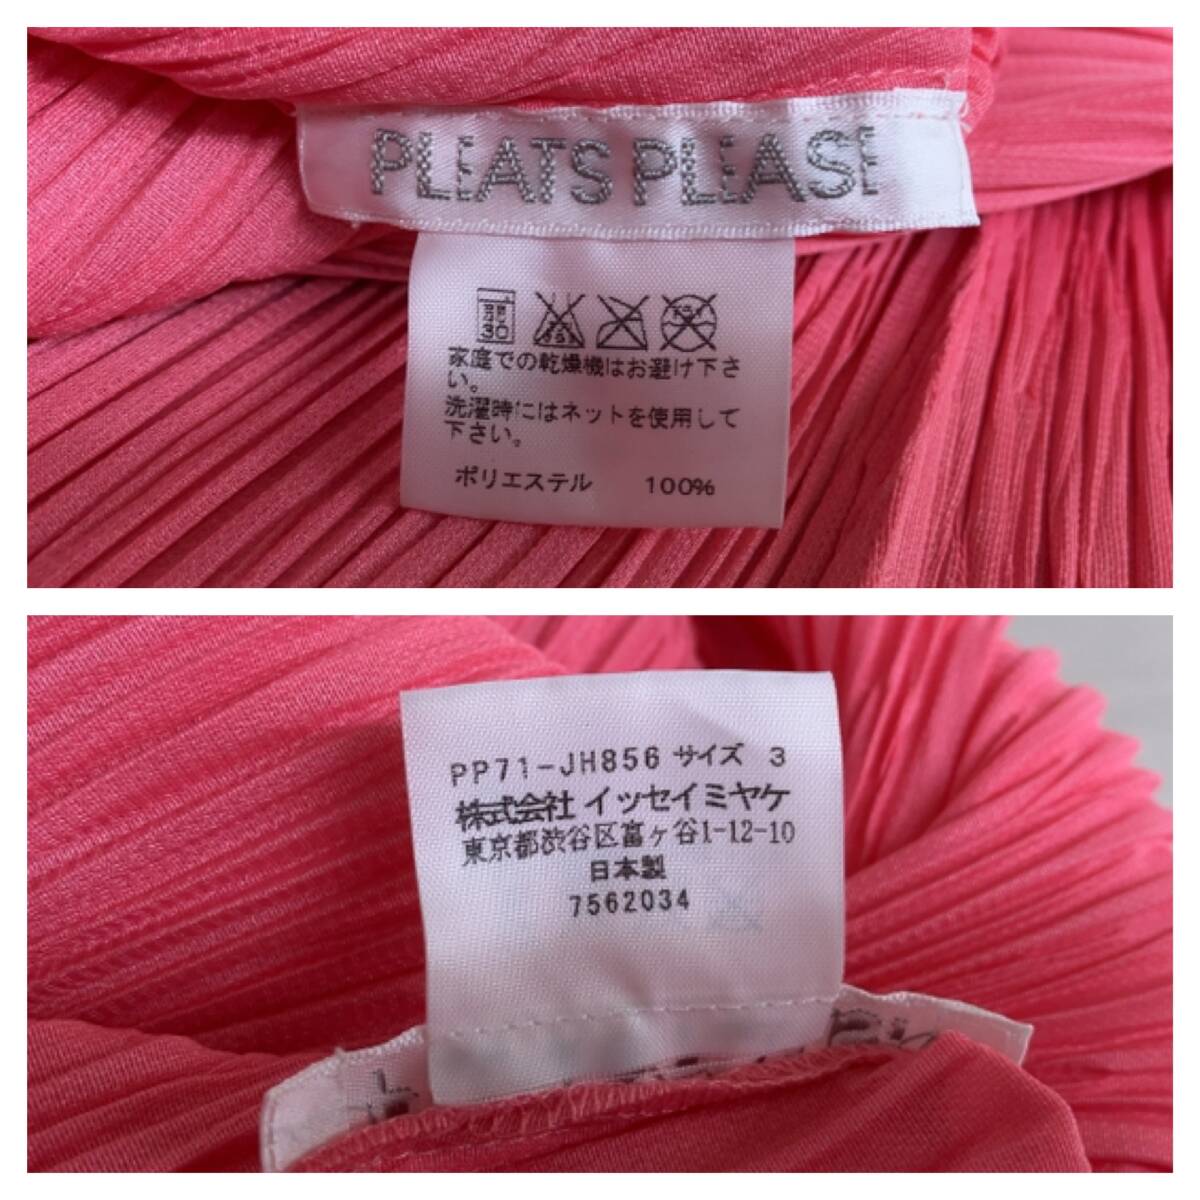 PLEATS PLEASE
30
家庭での乾燥機はお避け下さ
い。
洗濯時にはネットを使用して
下さい。
ポリエステル 100%
PP71-JH856 サイズ 3
株式会社 イッセイミヤケ
東京都渋谷区富ヶ谷1-12-10
日本製
7562034